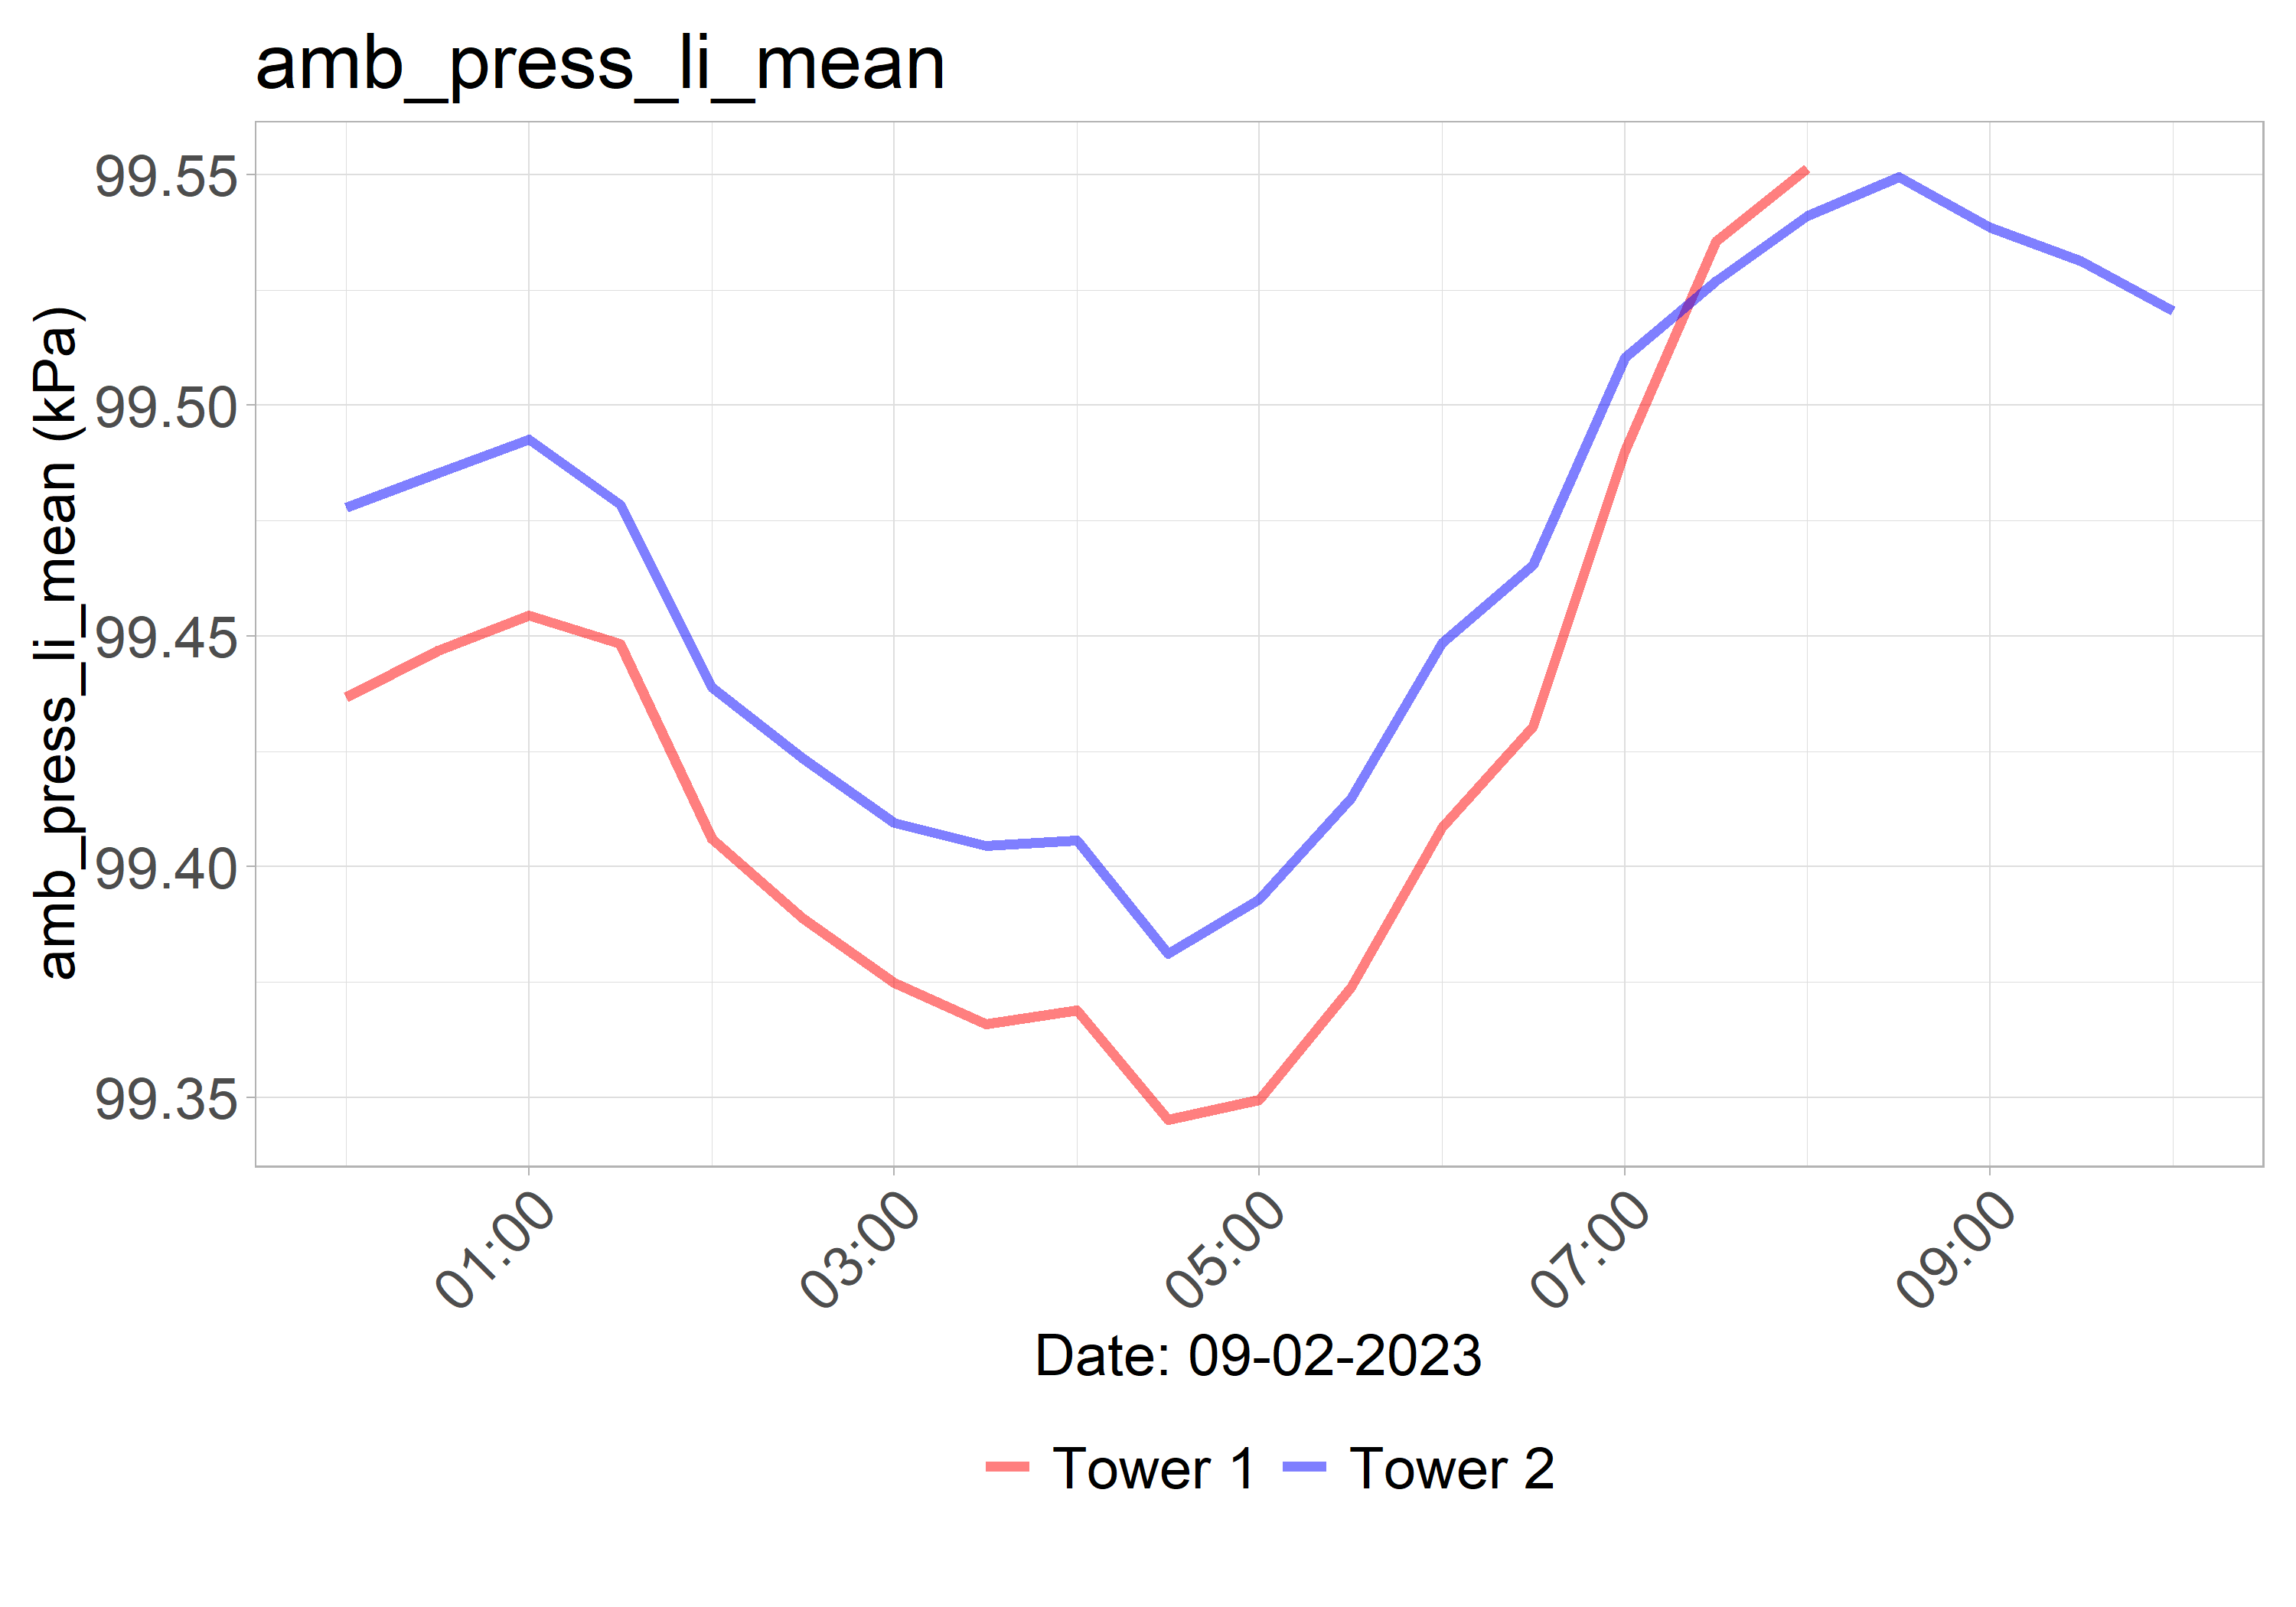 amb_press_li_mean
amb_press_li_mean (kPa)
99.55
99.50
99.45
99.40
99.35
01:00
03:00
05:00
07:00
09:00
Date: 09-02-2023
Tower 1
Tower 2